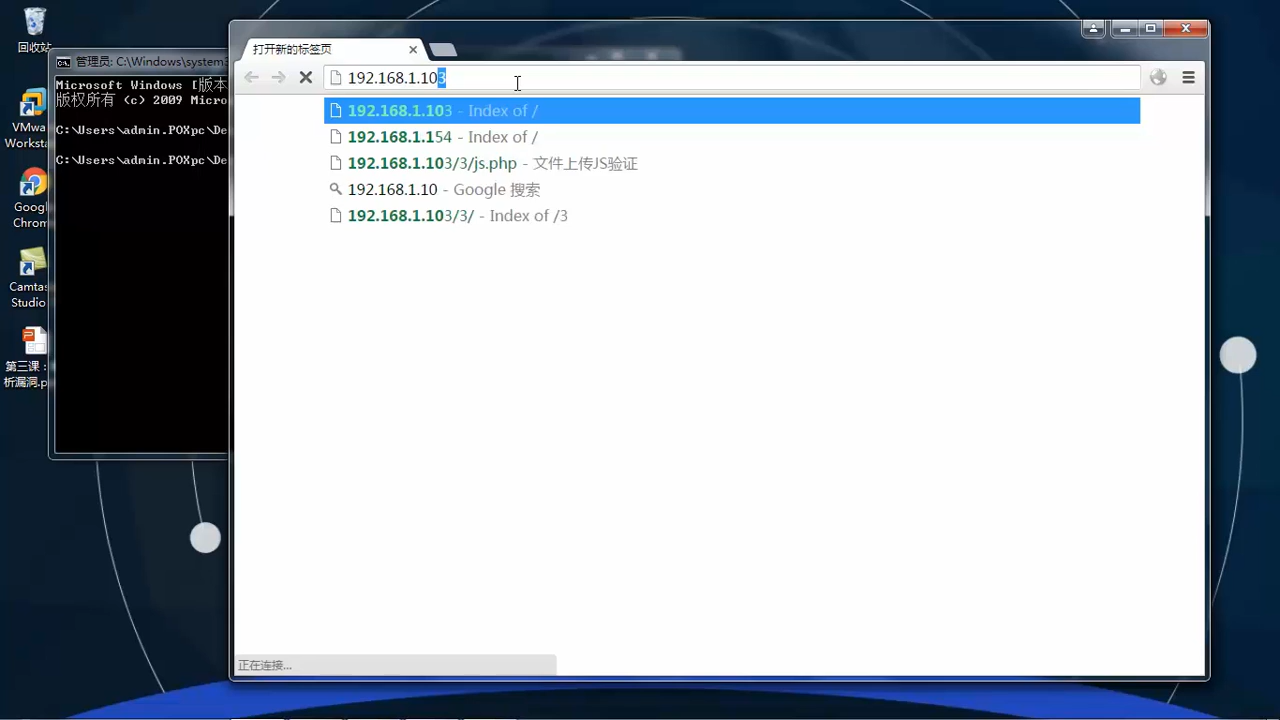 回收站
VMwa
Worksta
Googl
Chrom
Camtas
Studio
第三课：
析漏洞.p
管理员: C:\Windows\system
Microsoft Windows [版本
版权所有 (c) 2009 Micro
C:\Users\admin.POXpc\De
C:\Users\admin.POXpc\De
打开新的标签页
192.168.1.103
192.168.1.103 - Index of /
192.168.1.154 - Index of /
192.168.1.103/3/js.php - 文件上传JS验证
192.168.1.10 - Google 搜索
192.168.1.103/3/ - Index of /3
正在连接...